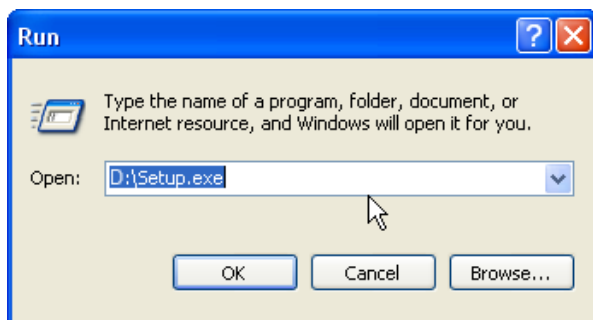 Run
Type the name of a program, folder, document, or
Internet resource, and Windows will open it for you.
Open: D:\Setup.exe
OK Cancel Browse...